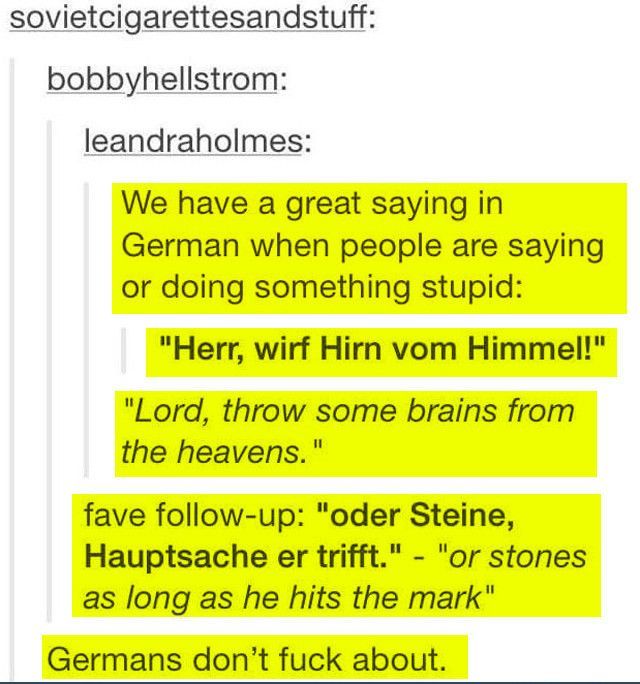 sovietcigarettesandstuff:
bobbyhellstrom:
leandraholmes:
We have a great saying in
German when people are saying
or doing something stupid:
"Herr, wirf Hirn vom Himmel!"
"Lord, throw some brains from
the heavens."
fave follow-up: "oder Steine,
Hauptsache er trifft." - "or stones
as long as he hits the mark"
Germans don't fuck about.